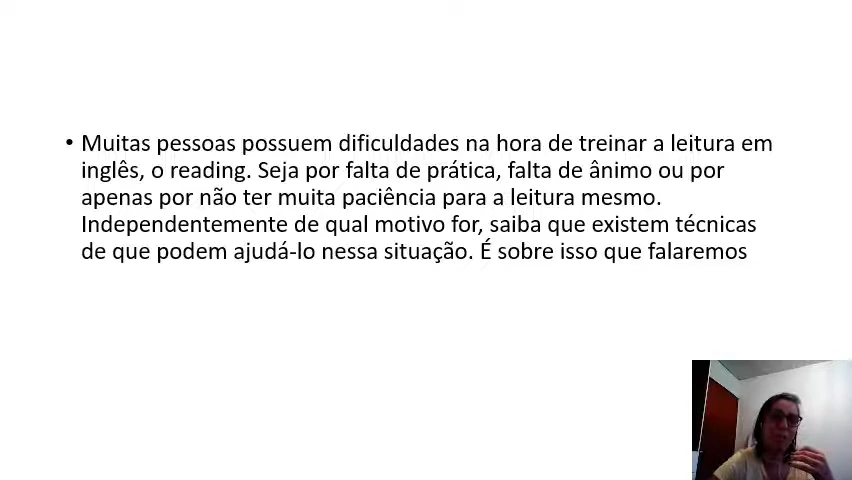 • Muitas pessoas possuem dificuldades na hora de treinar a leitura em
inglês, o reading. Seja por falta de prática, falta de ânimo ou por
apenas por não ter muita paciência para a leitura mesmo.
Independentemente de qual motivo for, saiba que existem técnicas
de que podem ajudá-lo nessa situação. É sobre isso que falaremos